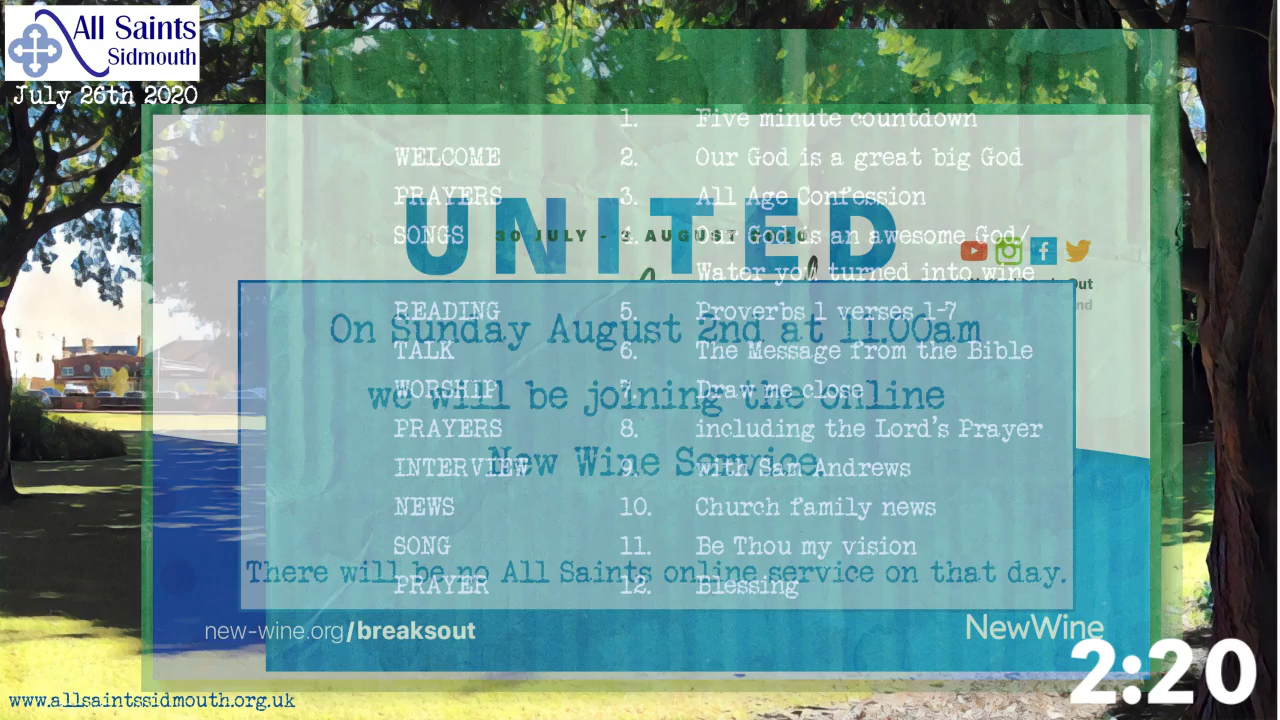 All Saints
Sidmouth
July 26th 2020
1. Five minute countdown
WELCOME 2. Our God is a great big God
PRAYERS 3. All Age Confession
SONGS 4. Our God is an awesome God/
Water you turned into wine
READING 5. Proverbs 1 verses 1-7
TALK 6. The Message from the Bible
WORSHIP 7. Draw me close
PRAYERS 8. including the Lord's Prayer
INTERVIEW 9. with Sam Andrews
NEWS 10. Church family news
SONG 11. Be Thou my vision
PRAYER 12. Blessing
UNITED
30 JULY - 2 AUGUST
Out
nd
On Sunday August 2nd at 11.00am
we will be joining the online
New Wine Service.
There will be no All Saints online service on that day.
new-wine.org/breaksout
NewWine
2:20
www.allsaintssidmouth.org.uk